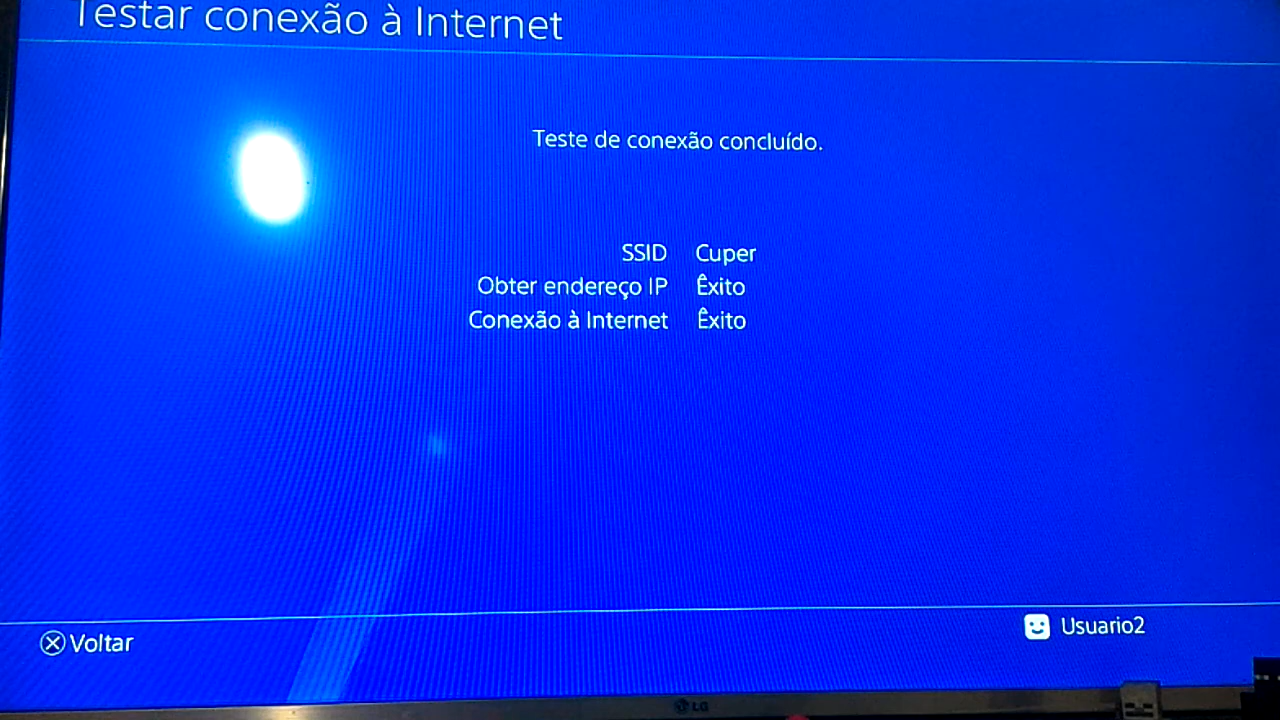 Testar conexão à Internet
Teste de conexão concluído.
SSID Cuper
Obter endereço IP Êxito
Conexão à Internet Êxito
Voltar
Usuario2
LG